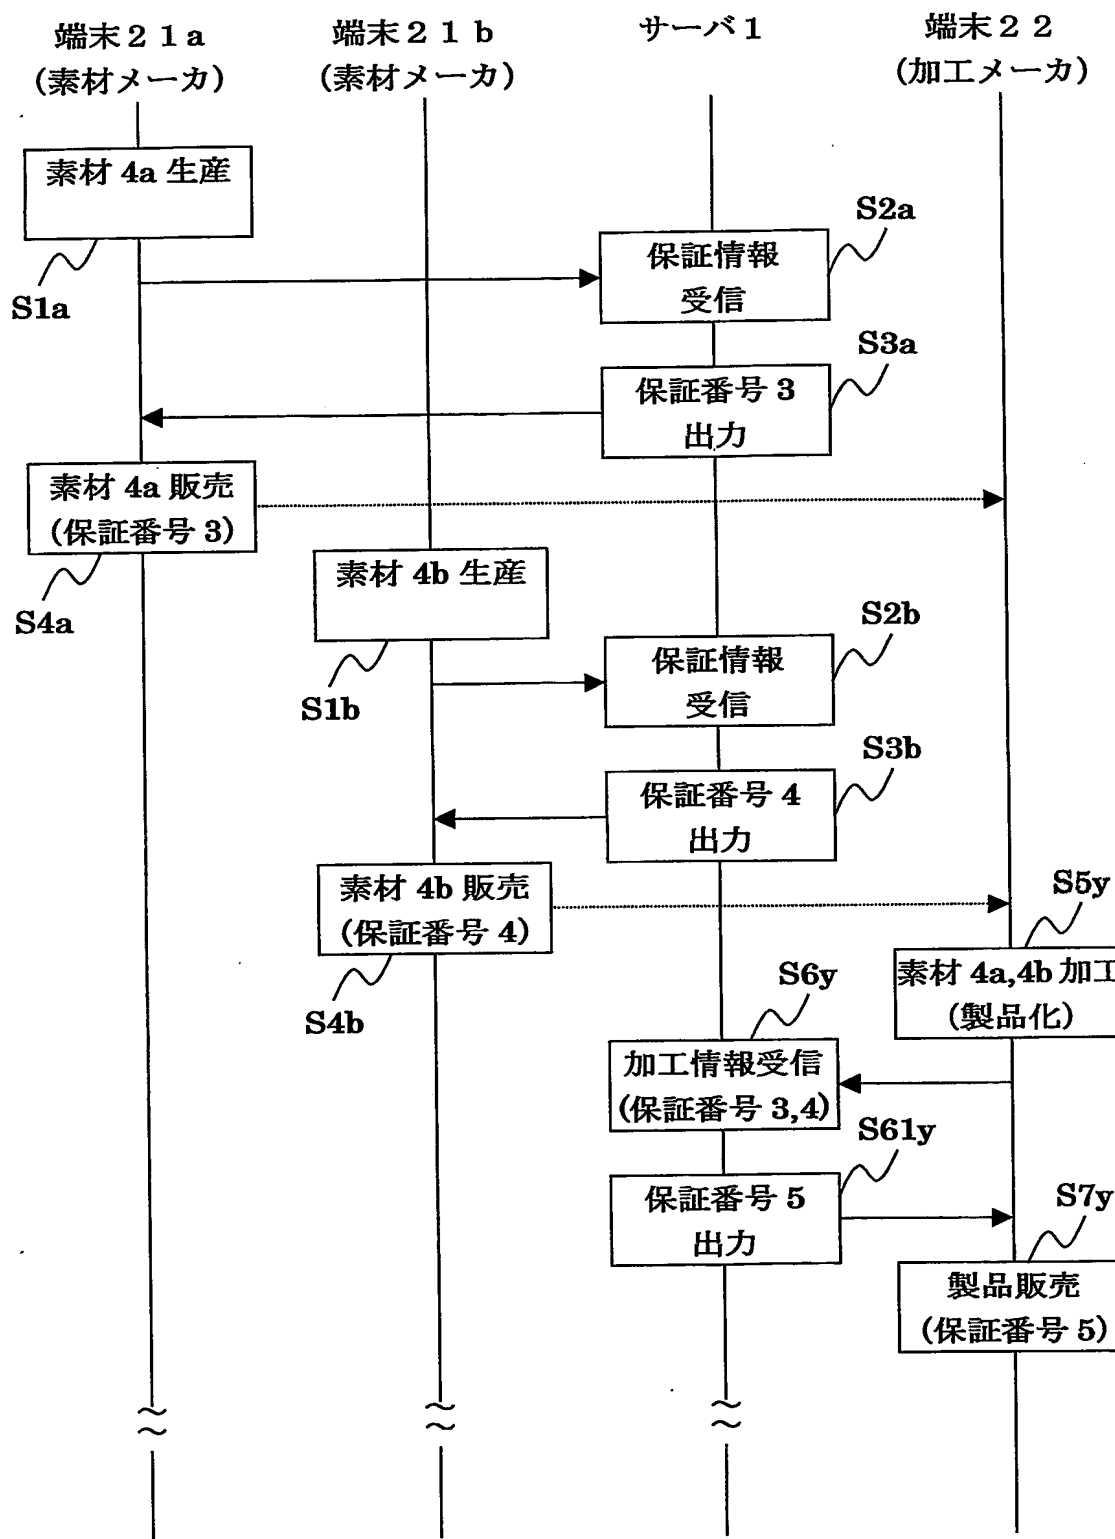 端末２１a
(素材メーカ)
端末２１b
(素材メーカ)
サーバ１
端末２２
(加工メーカ)
素材 4a 生産
S1a
保証情報
受信
S2a
保証番号 3
出力
S3a
素材 4a 販売
(保証番号 3)
S4a
素材 4b 生産
S1b
保証情報
受信
S2b
保証番号 4
出力
S3b
素材 4b 販売
(保証番号 4)
S4b
素材 4a,4b 加工
(製品化)
S5y
加工情報受信
(保証番号 3,4)
S6y
保証番号 5
出力
S61y
製品販売
(保証番号 5)
S7y